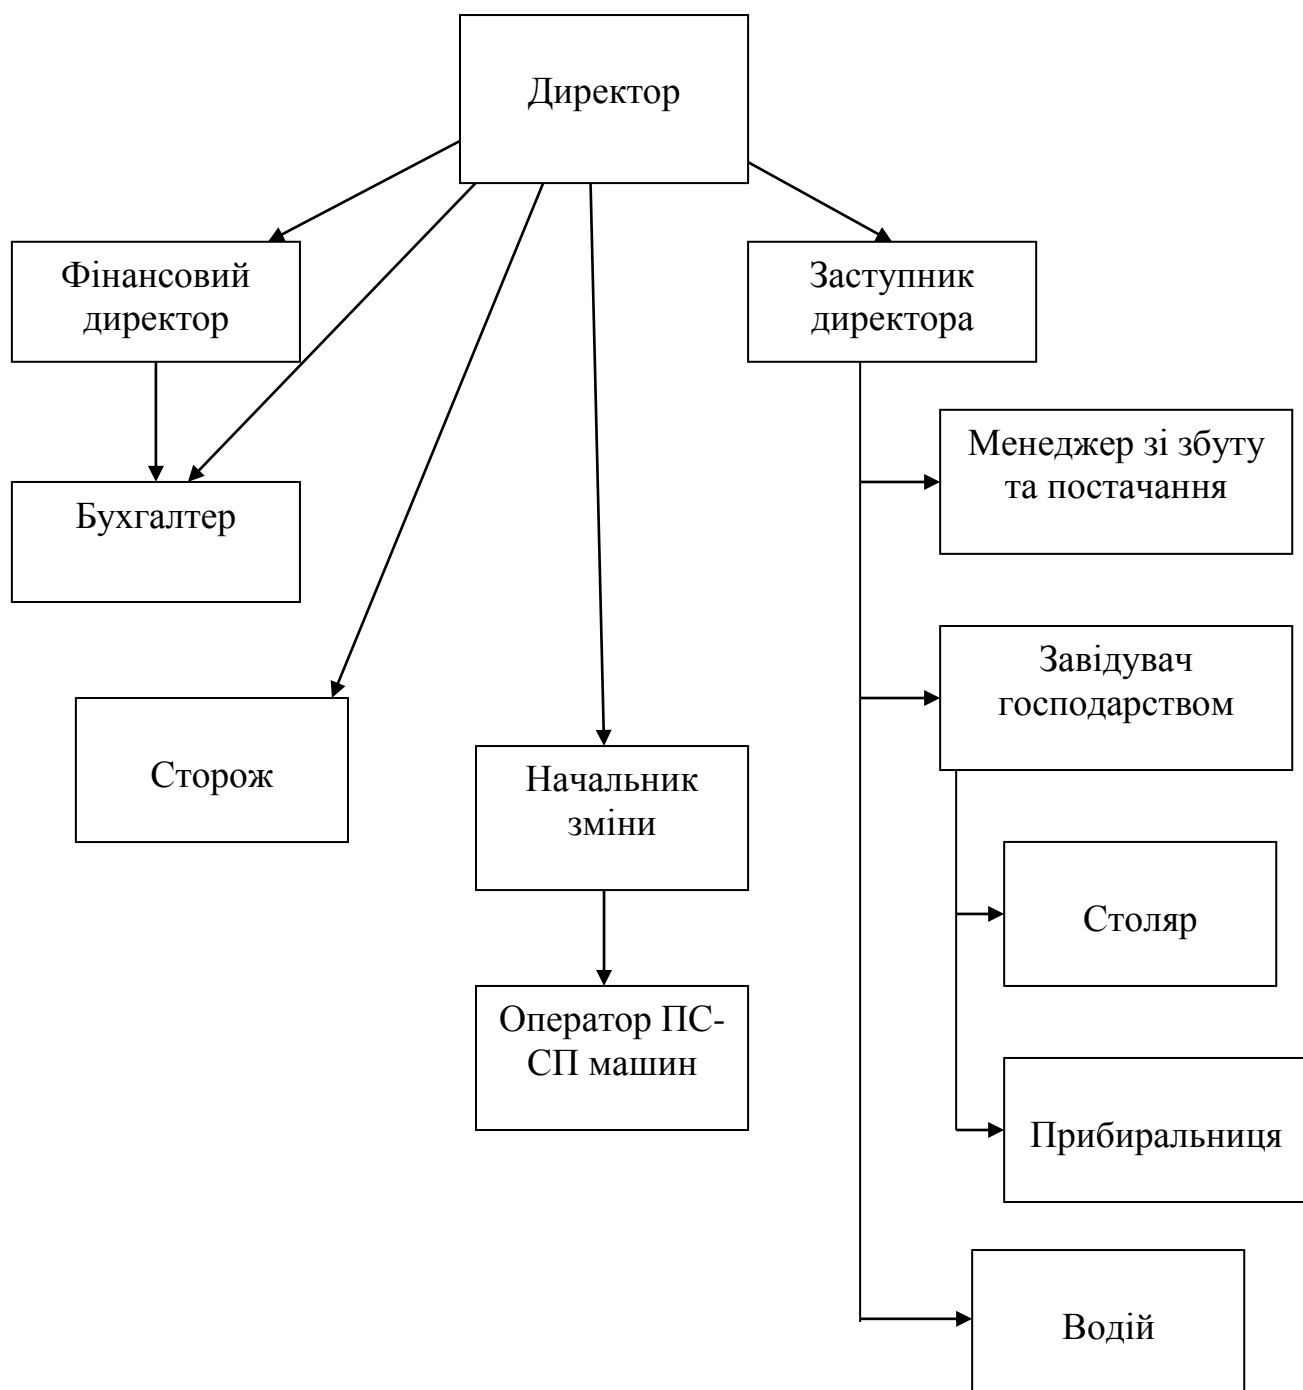 Директор
Фінансовий
директор
Заступник
директора
Менеджер зі збуту
та постачання
Бухгалтер
Завідувач
господарством
Сторож
Начальник
зміни
Столяр
Оператор ПС-
СП машин
Прибиральниця
Водій